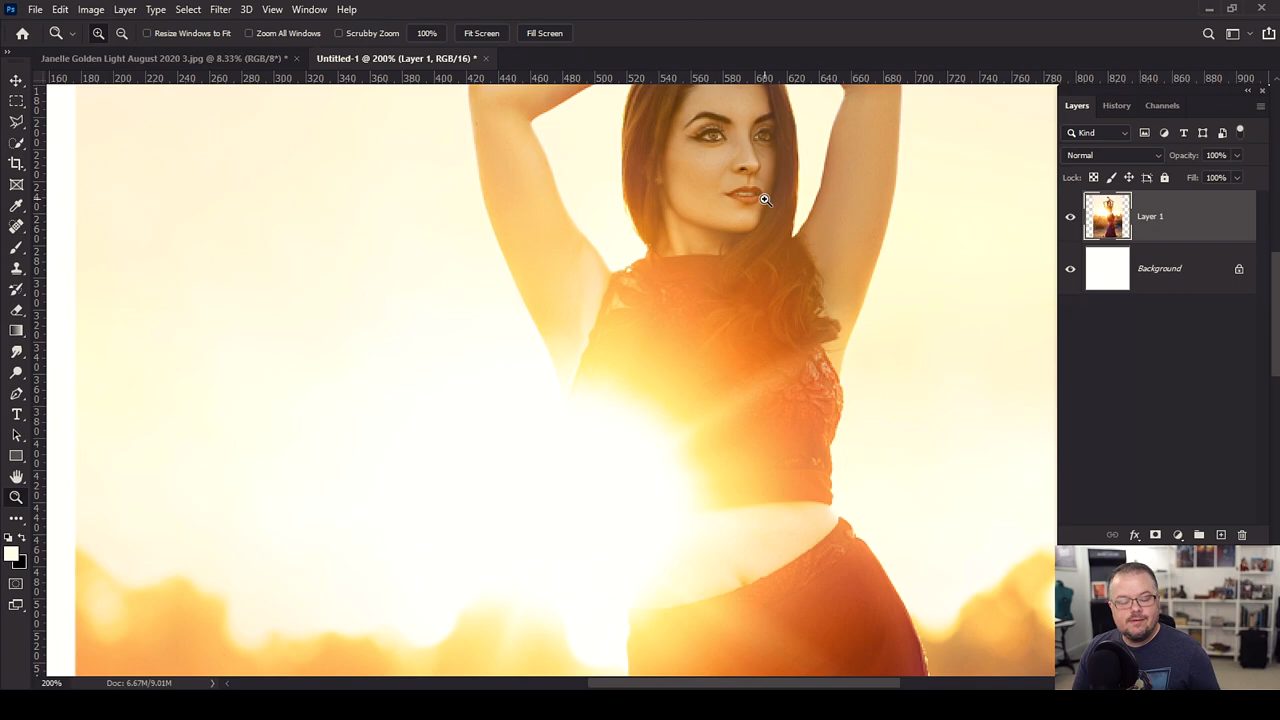 Ps File Edit Image Layer Type Select Filter 3D View Window Help
Resize Windows to Fit Zoom All Windows Scrubby Zoom 100% Fit Screen Fill Screen
Janelle Golden Light August 2020 3.jpg @ 8.33% (RGB/8*) * × Untitled-1 @ 200% (Layer 1, RGB/16) * ×
160 180 200 220 240 260 280 300 320 340 360 380 400 420 440 460 480 500 520 540 560 580 600 620 640 660 680 700 720 740 760 780 800 820 840 860 880 900
Layers History Channels
Kind
Normal Opacity: 100%
Lock: Fill: 100%
Layer 1
Background
200% Doc: 6.67M/9.01M